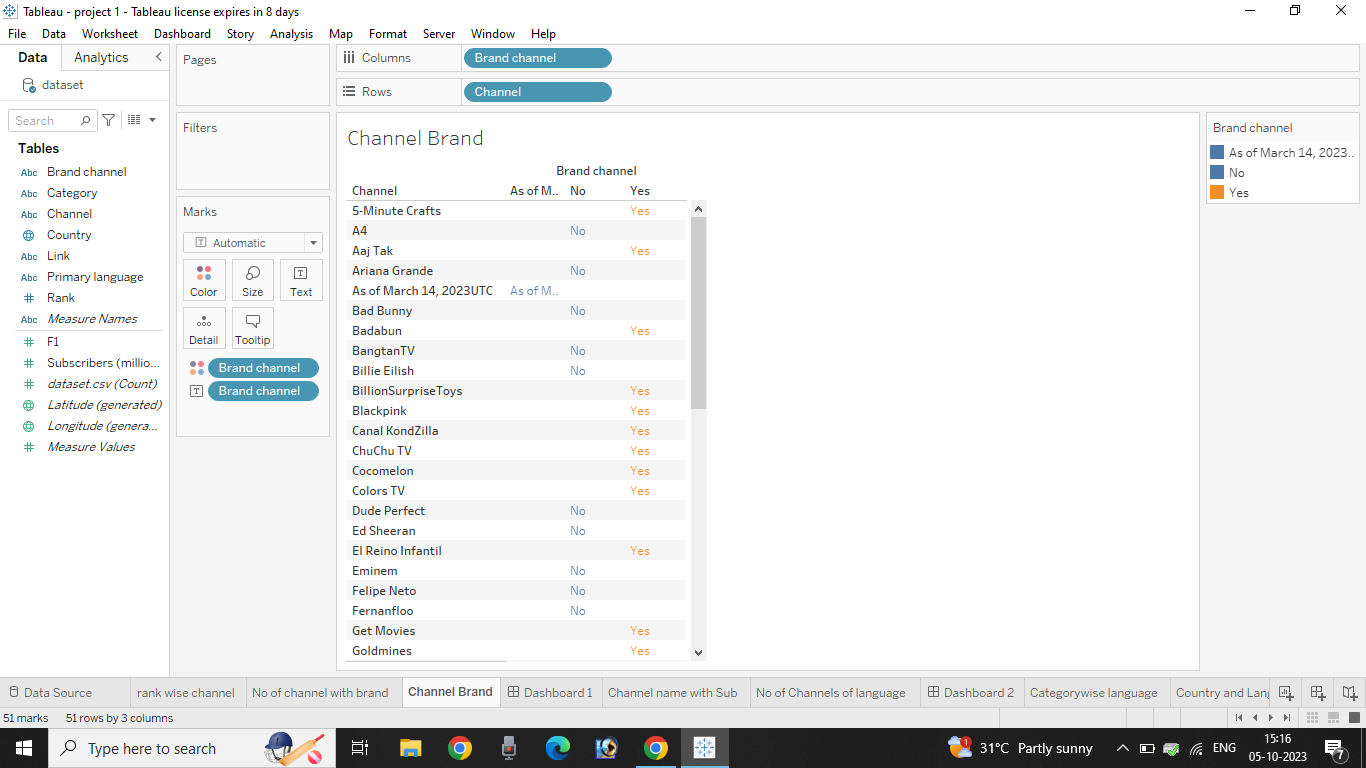 Tableau - project 1 - Tableau license expires in 8 days
File Data Worksheet Dashboard Story Analysis Map Format Server Window Help
Data Analytics
dataset
Search
Tables
Abc Brand channel
Abc Category
Abc Channel
Country
Abc Link
Abc Primary language
# Rank
Abc Measure Names
# F1
# Subscribers (millio...
# dataset.csv (Count)
Latitude (generated)
Longitude (genera...
# Measure Values
Pages
Filters
Marks
T Automatic
Color Size Text
Detail Tooltip
Brand channel
T Brand channel
Columns Brand channel
Rows Channel
Channel Brand
Brand channel
Channel As of M.. No Yes
5-Minute Crafts Yes
A4 No
Aaj Tak Yes
Ariana Grande No
As of March 14, 2023UTC As of M..
Bad Bunny No
Badabun Yes
BangtanTV No
Billie Eilish No
BillionSurpriseToys Yes
Blackpink Yes
Canal KondZilla Yes
ChuChu TV Yes
Cocomelon Yes
Colors TV Yes
Dude Perfect No
Ed Sheeran No
El Reino Infantil Yes
Eminem No
Felipe Neto No
Fernanfloo No
Get Movies Yes
Goldmines Yes
Brand channel
As of March 14, 2023..
No
Yes
Data Source rank wise channel No of channel with brand Channel Brand Dashboard 1 Channel name with Sub No of Channels of language Dashboard 2 Categorywise language Country and Lang
51 marks 51 rows by 3 columns
Type here to search
1 31°C Partly sunny ENG 15:16
05-10-2023 7